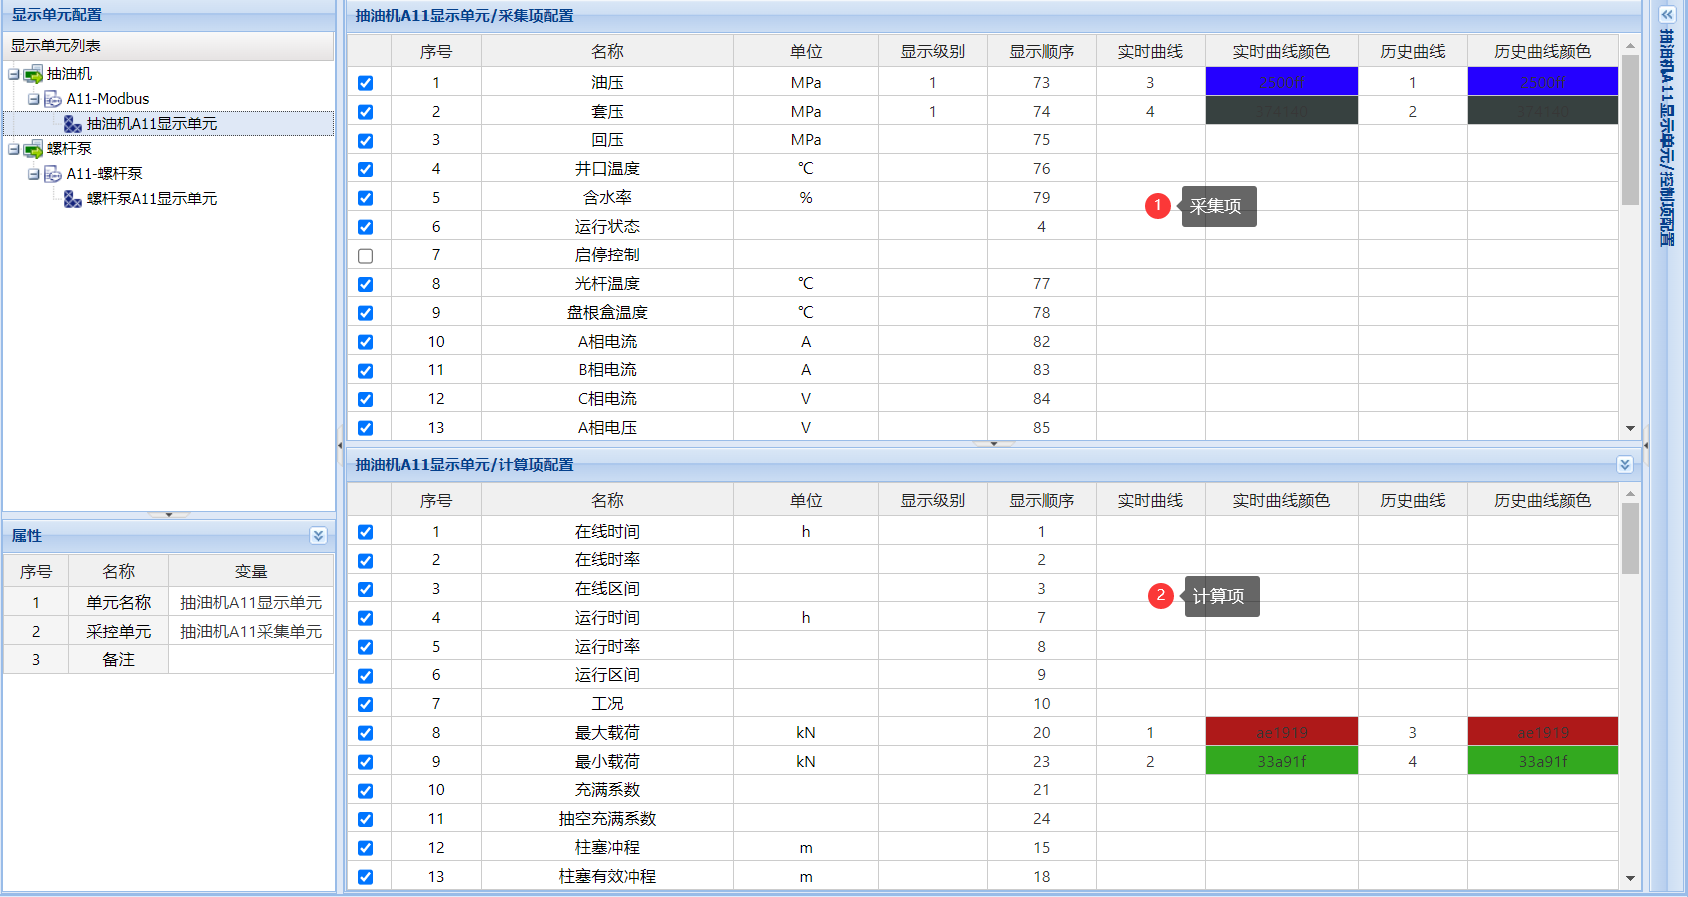 显示单元配置
显示单元列表
抽油机
A11-Modbus
抽油机A11显示单元
螺杆泵
A11-螺杆泵
螺杆泵A11显示单元
属性
序号 名称 变量
1 单元名称 抽油机A11显示单元
2 采控单元 抽油机A11采集单元
3 备注
抽油机A11显示单元/采集项配置
序号 名称 单位 显示级别 显示顺序 实时曲线 实时曲线颜色 历史曲线 历史曲线颜色
1 油压 MPa 1 73 3 2500ff 1 2500ff
2 套压 MPa 1 74 4 374140 2 374140
3 回压 MPa 75
4 井口温度 ℃ 76
5 含水率 % 79
6 运行状态 4
7 启停控制
8 光杆温度 ℃ 77
9 盘根盒温度 ℃ 78
10 A相电流 A 82
11 B相电流 A 83
12 C相电流 V 84
13 A相电压 V 85
1 采集项
抽油机A11显示单元/计算项配置
序号 名称 单位 显示级别 显示顺序 实时曲线 实时曲线颜色 历史曲线 历史曲线颜色
1 在线时间 h 1
2 在线时率 2
3 在线区间 3
4 运行时间 h 7
5 运行时率 8
6 运行区间 9
7 工况 10
8 最大载荷 kN 20 1 ae1919 3 ae1919
9 最小载荷 kN 23 2 33a91f 4 33a91f
10 充满系数 21
11 抽空充满系数 24
12 柱塞冲程 m 15
13 柱塞有效冲程 m 18
2 计算项
抽油机A11显示单元/控制项配置